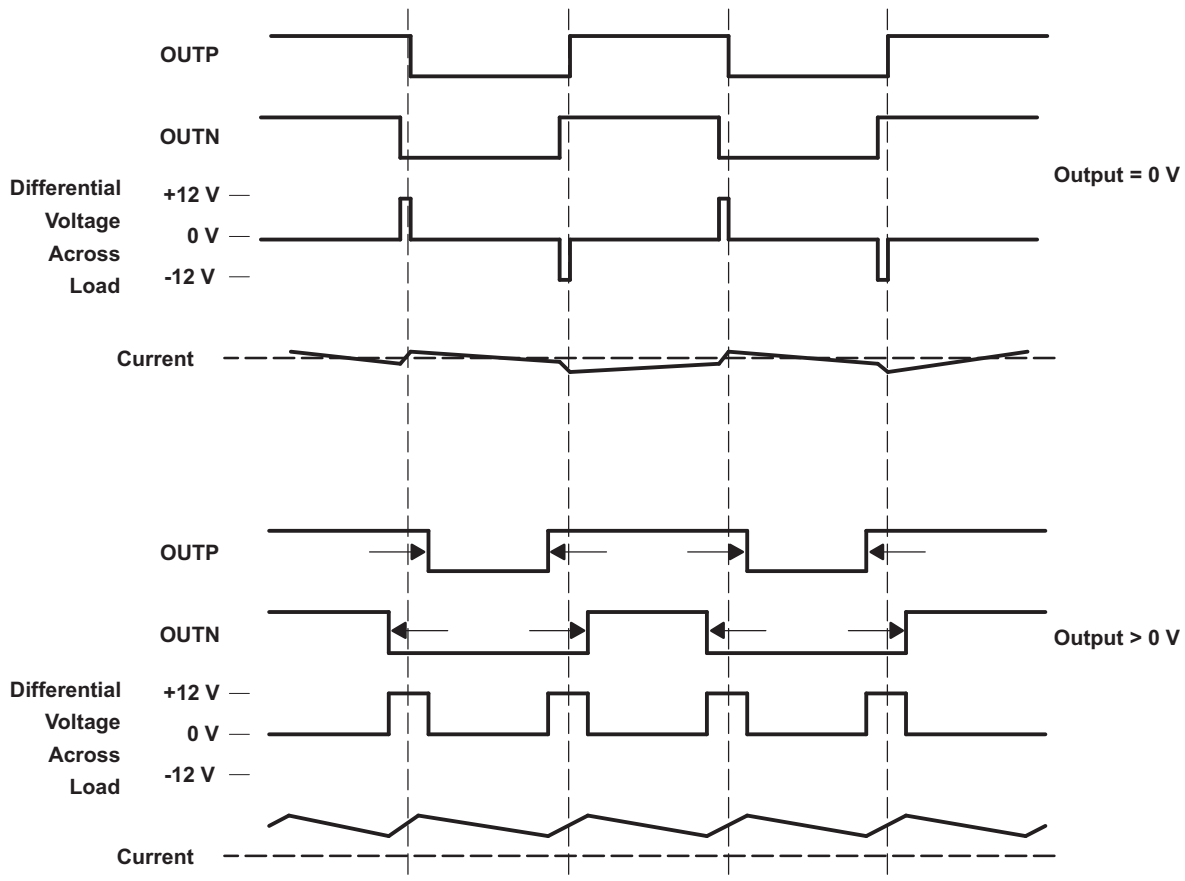 OUTP
OUTN
Output = 0 V
Differential
Voltage
Across
Load
+12 V
0 V
-12 V
Current
OUTP
OUTN
Output > 0 V
Differential
Voltage
Across
Load
+12 V
0 V
-12 V
Current